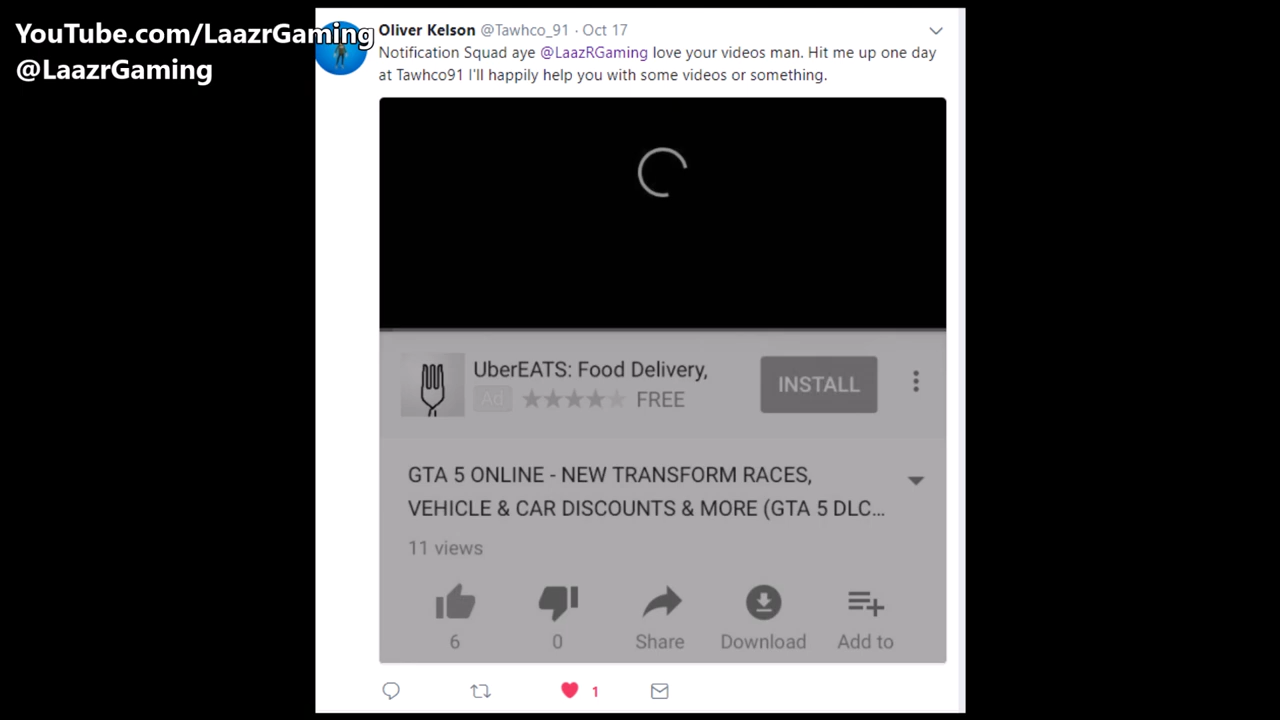 YouTube.com/LaazrGaming
@LaazrGaming
Oliver Kelson @Tawhco_91 · Oct 17
Notification Squad aye @LaazRGaming love your videos man. Hit me up one day
at Tawhco91 I'll happily help you with some videos or something.
UberEATS: Food Delivery,
Ad ★★★★★ FREE
INSTALL
GTA 5 ONLINE - NEW TRANSFORM RACES,
VEHICLE & CAR DISCOUNTS & MORE (GTA 5 DLC...
11 views
6 0 Share Download Add to
1